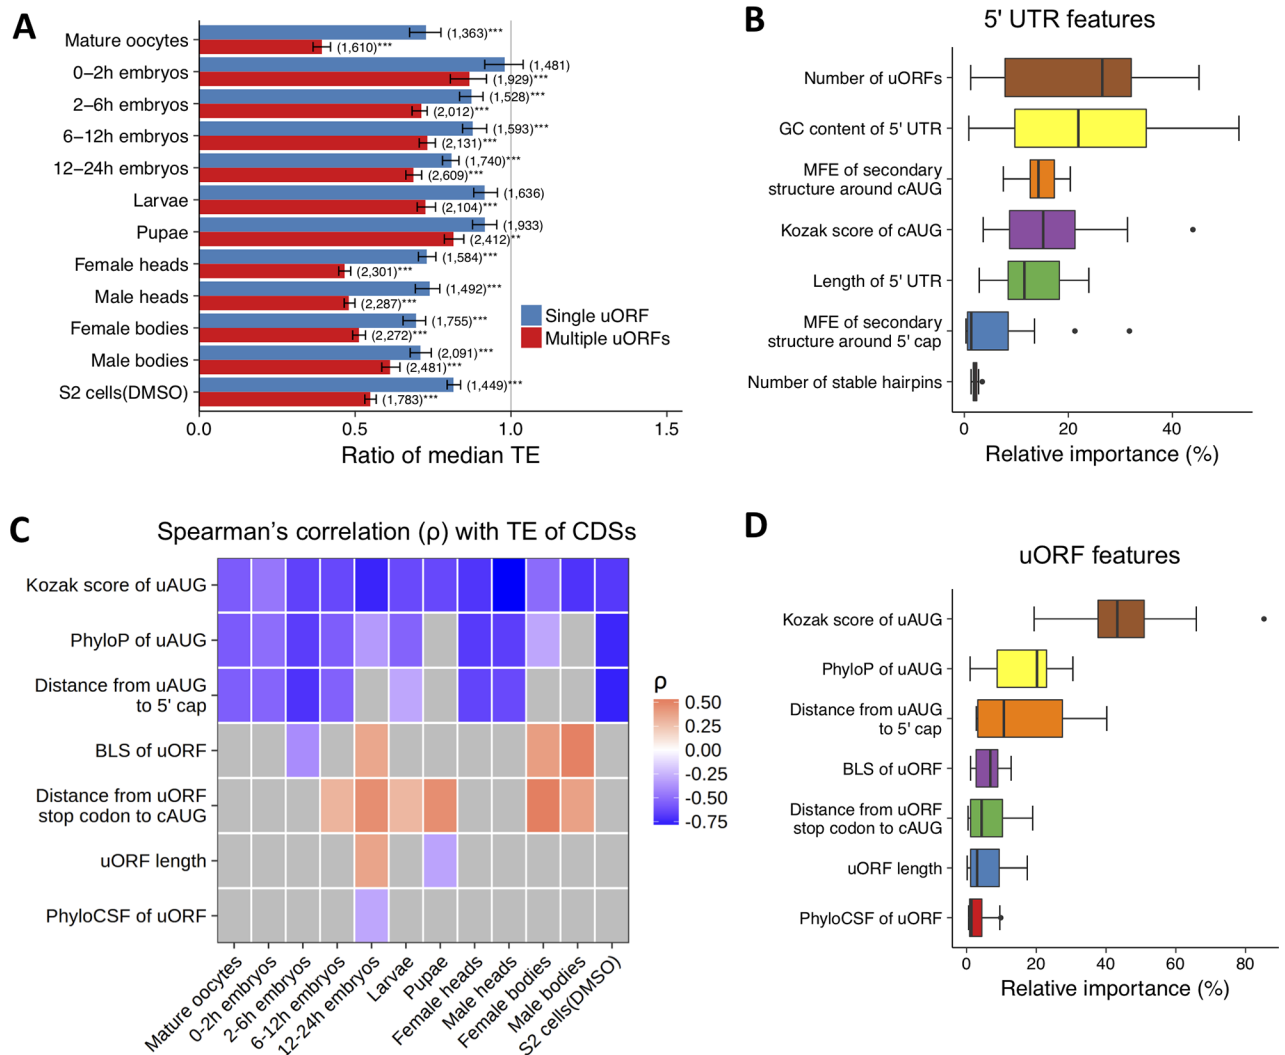 A
Mature oocytes
0–2h embryos
2–6h embryos
6–12h embryos
12–24h embryos
Larvae
Pupae
Female heads
Male heads
Female bodies
Male bodies
S2 cells(DMSO)
(1,363)***
(1,610)***
(1,481)
(1,929)***
(1,528)***
(2,012)***
(1,593)***
(2,131)***
(1,740)***
(2,609)***
(1,636)
(2,104)***
(1,933)
(2,412)**
(1,584)***
(2,301)***
(1,492)***
(2,287)***
(1,755)***
(2,272)***
(2,091)***
(2,481)***
(1,449)***
(1,783)***
Single uORF
Multiple uORFs
0.0 0.5 1.0 1.5
Ratio of median TE
B
5' UTR features
Number of uORFs
GC content of 5' UTR
MFE of secondary
structure around cAUG
Kozak score of cAUG
Length of 5' UTR
MFE of secondary
structure around 5' cap
Number of stable hairpins
0 20 40
Relative importance (%)
C
Spearman's correlation (ρ) with TE of CDSs
Kozak score of uAUG
PhyloP of uAUG
Distance from uAUG
to 5' cap
BLS of uORF
Distance from uORF
stop codon to cAUG
uORF length
PhyloCSF of uORF
Mature oocytes
0-2h embryos
2-6h embryos
6-12h embryos
12-24h embryos
Larvae
Pupae
Female heads
Male heads
Female bodies
Male bodies
S2 cells(DMSO)
ρ
0.50
0.25
0.00
-0.25
-0.50
-0.75
D
uORF features
Kozak score of uAUG
PhyloP of uAUG
Distance from uAUG
to 5' cap
BLS of uORF
Distance from uORF
stop codon to cAUG
uORF length
PhyloCSF of uORF
0 20 40 60 80
Relative importance (%)